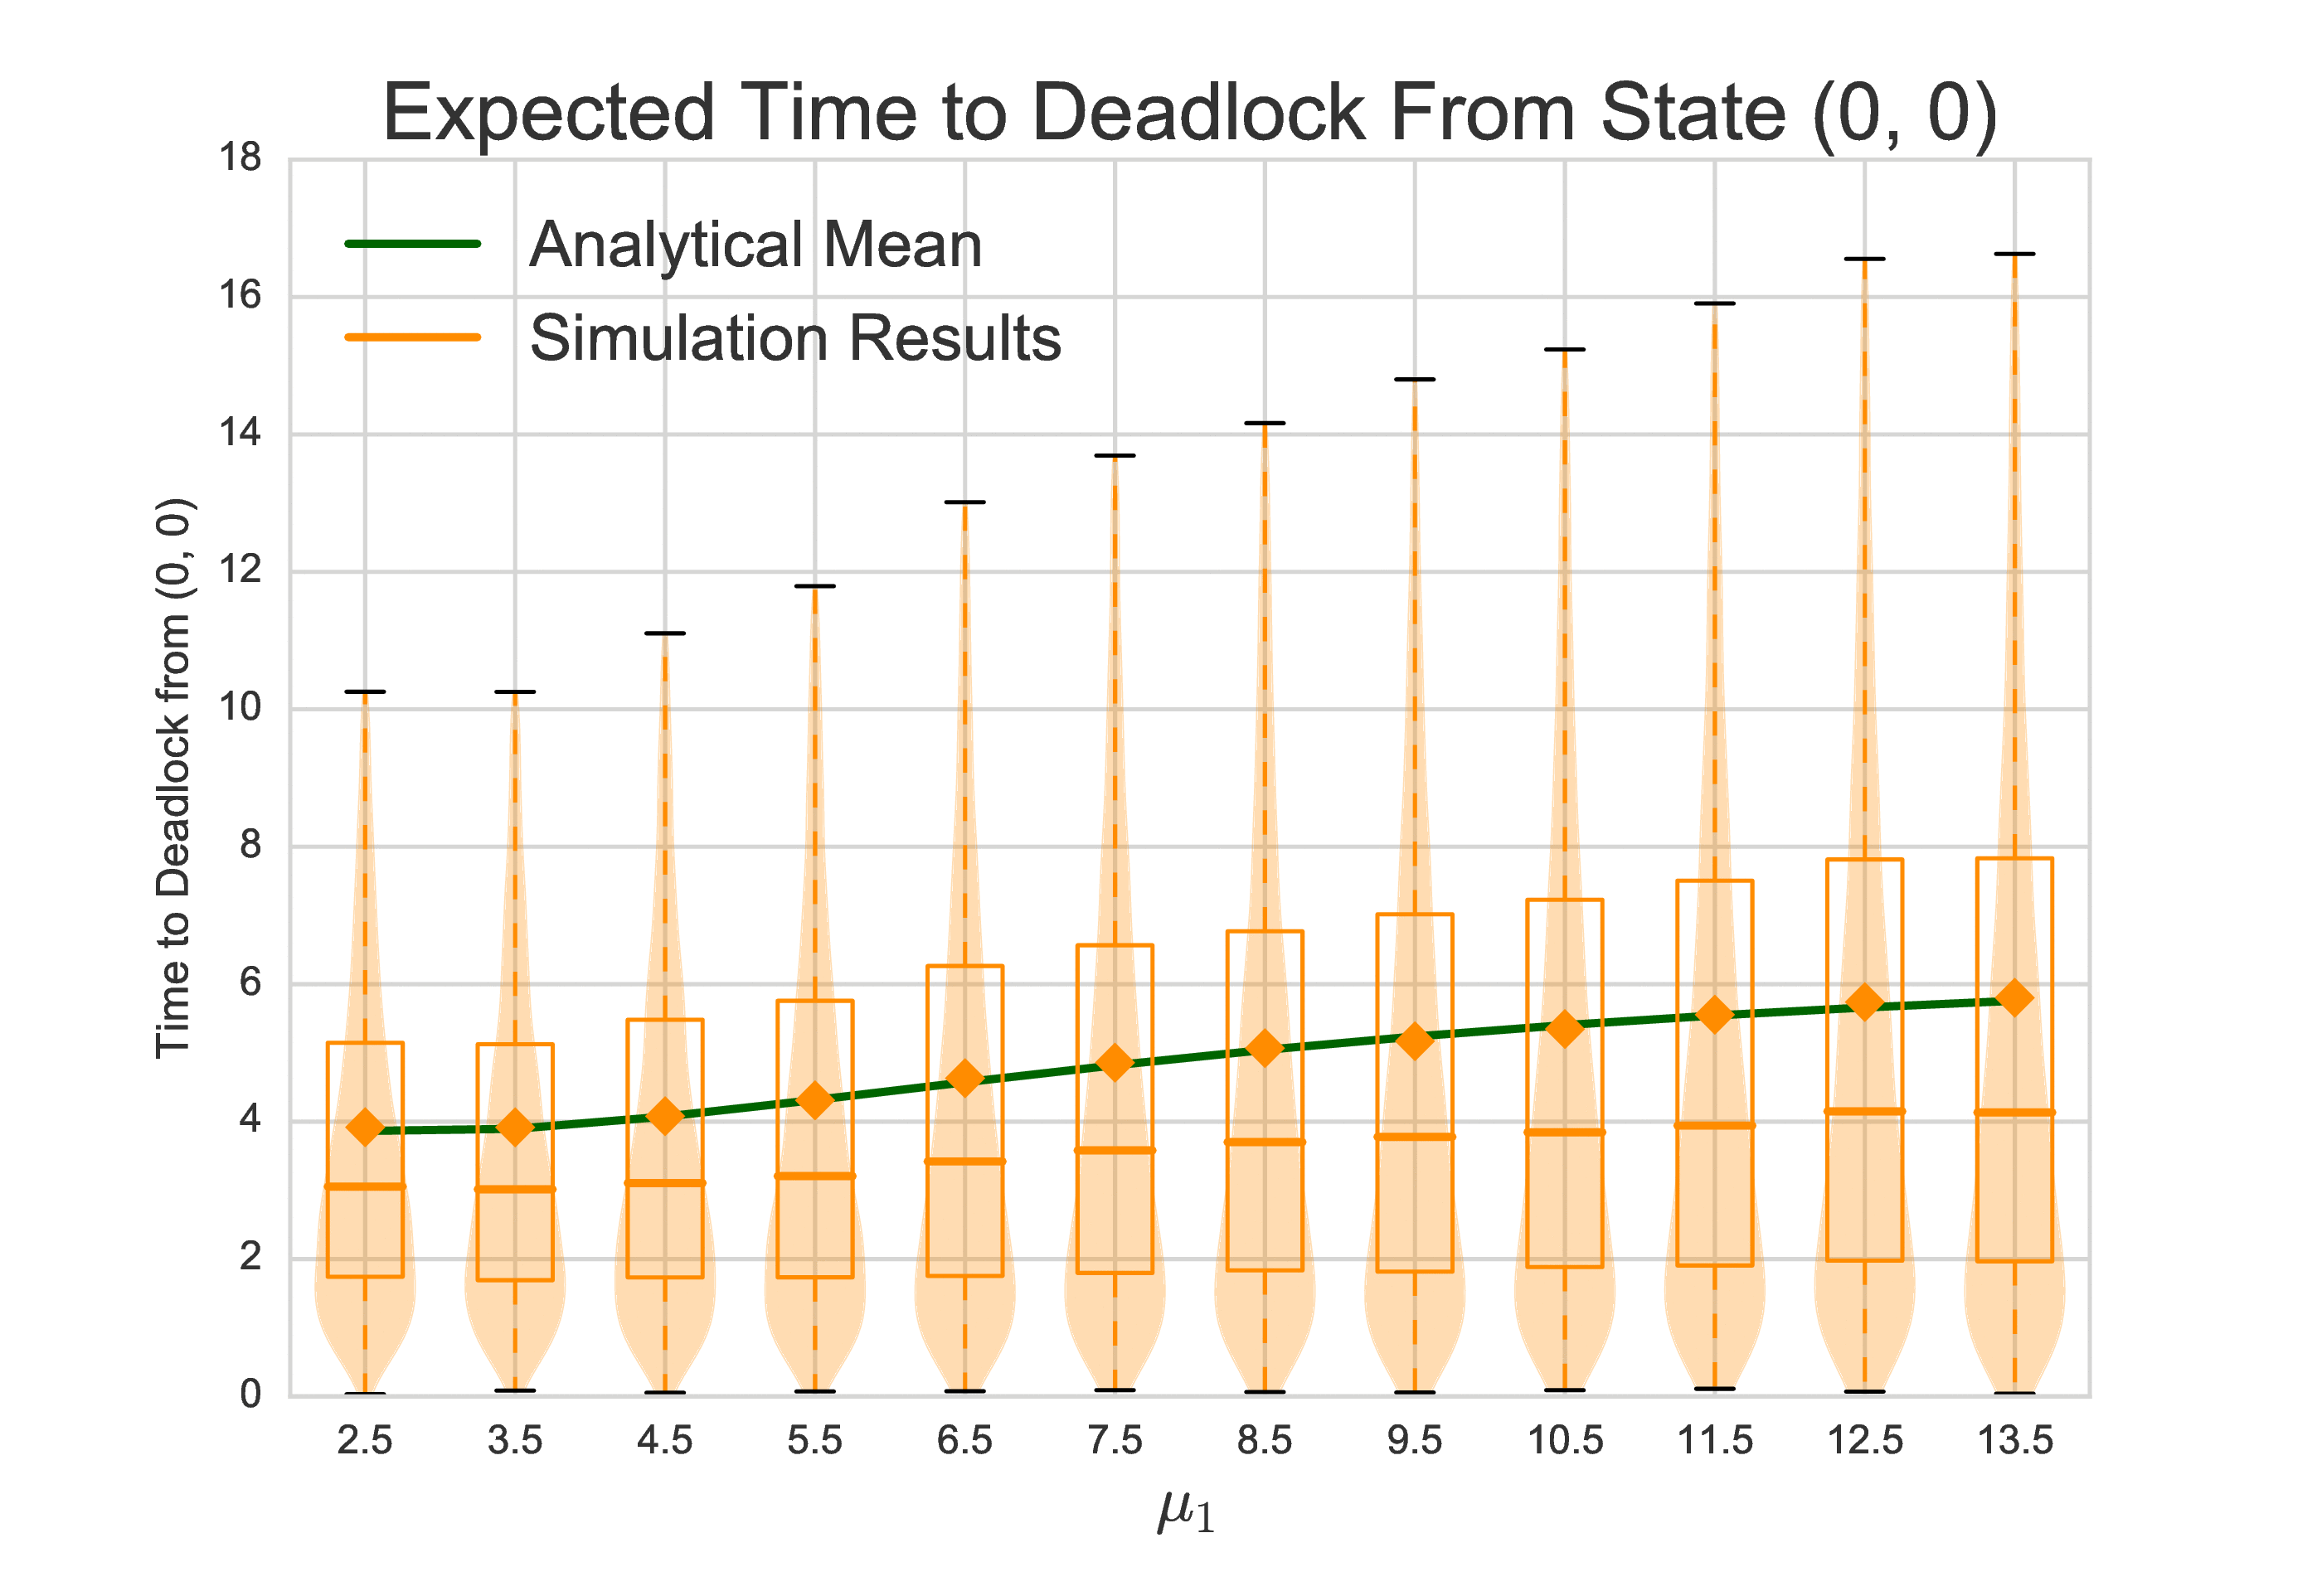 Expected Time to Deadlock From State (0, 0)
Analytical Mean
Simulation Results
Time to Deadlock from (0, 0)
18
16
14
12
10
8
6
4
2
0
2.5 3.5 4.5 5.5 6.5 7.5 8.5 9.5 10.5 11.5 12.5 13.5
μ₁